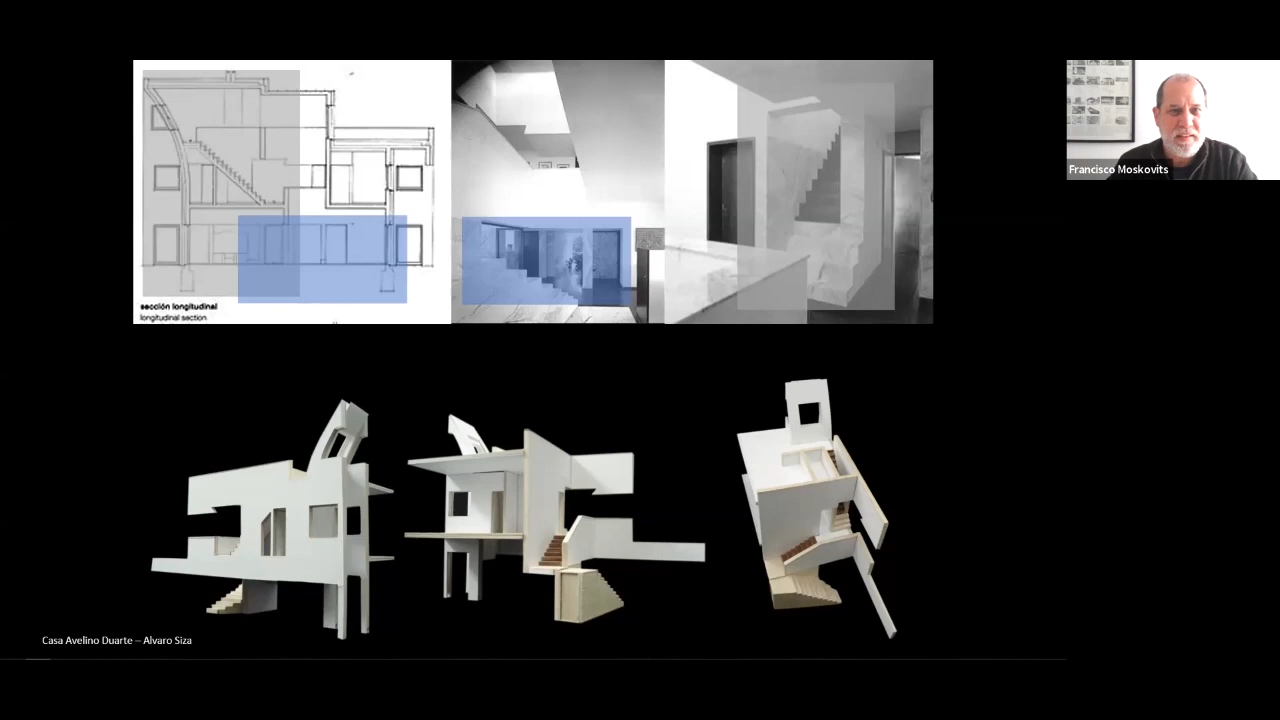 Francisco Moskovits
sección longitudinal
longitudinal section
Casa Avelino Duarte – Alvaro Siza